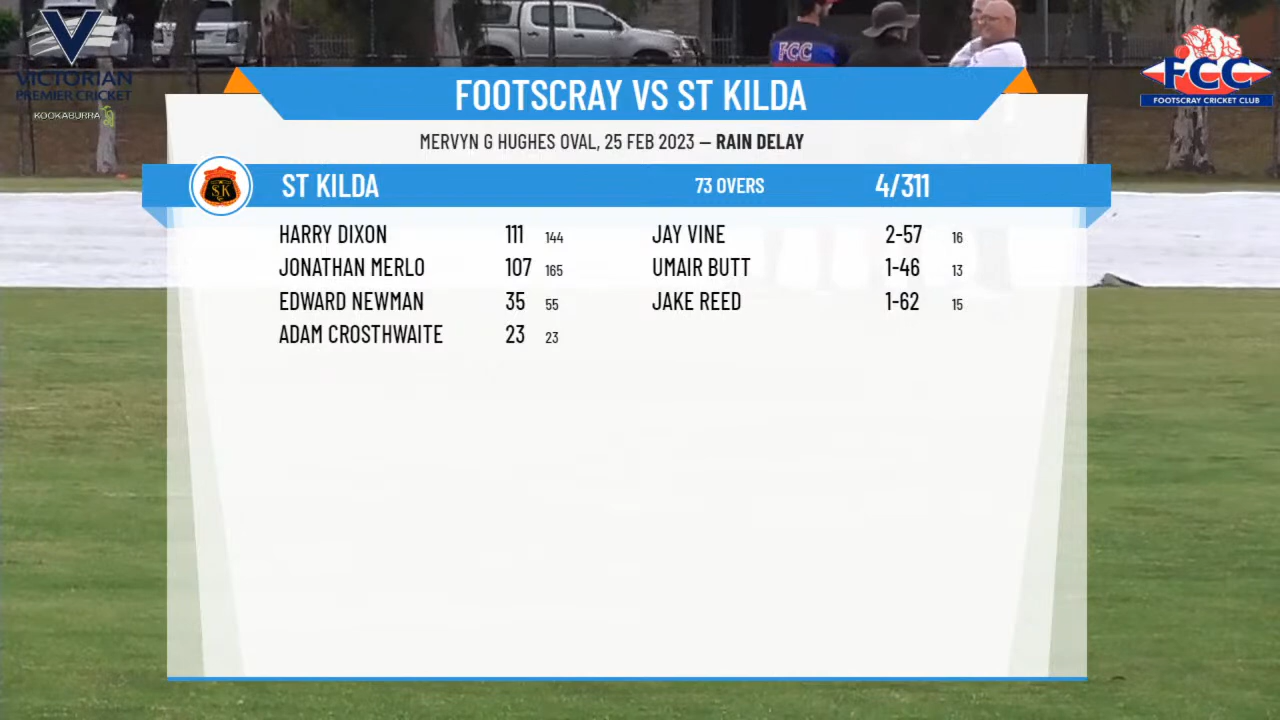 VICTORIAN
PREMIER CRICKET
KOOKABURRA
FCC
FCC
FOOTSCRAY CRICKET CLUB
FOOTSCRAY VS ST KILDA
MERVYN G HUGHES OVAL, 25 FEB 2023 – RAIN DELAY
SK
ST KILDA 73 OVERS 4/311
HARRY DIXON 111 144 JAY VINE 2-57 16
JONATHAN MERLO 107 165 UMAIR BUTT 1-46 13
EDWARD NEWMAN 35 55 JAKE REED 1-62 15
ADAM CROSTHWAITE 23 23